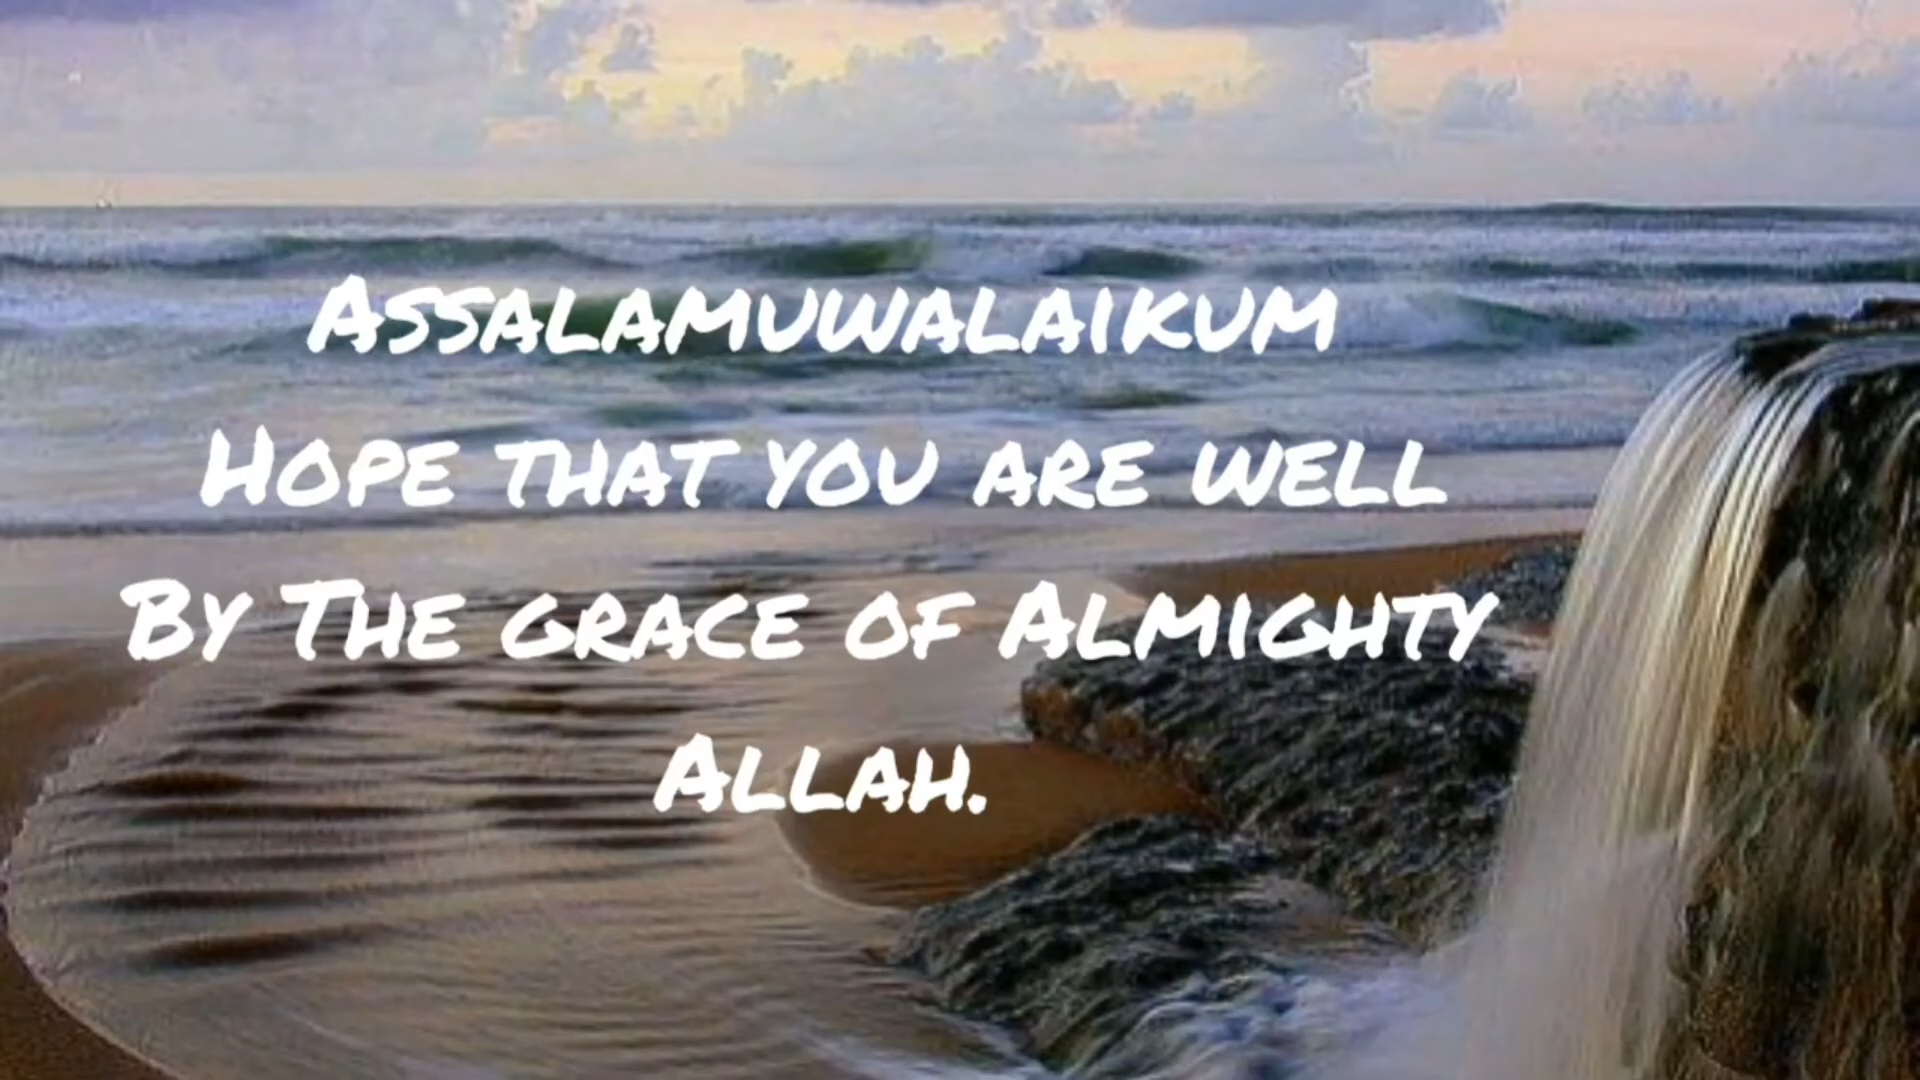 Assalamuwalaikum
Hope that you are well
By The grace of Almighty
Allah.